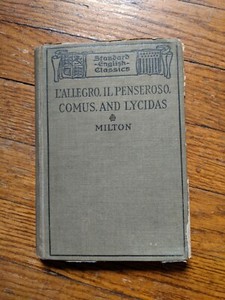 Standard
English
Classics
L'ALLEGRO, IL PENSEROSO,
COMUS, AND LYCIDAS
MILTON